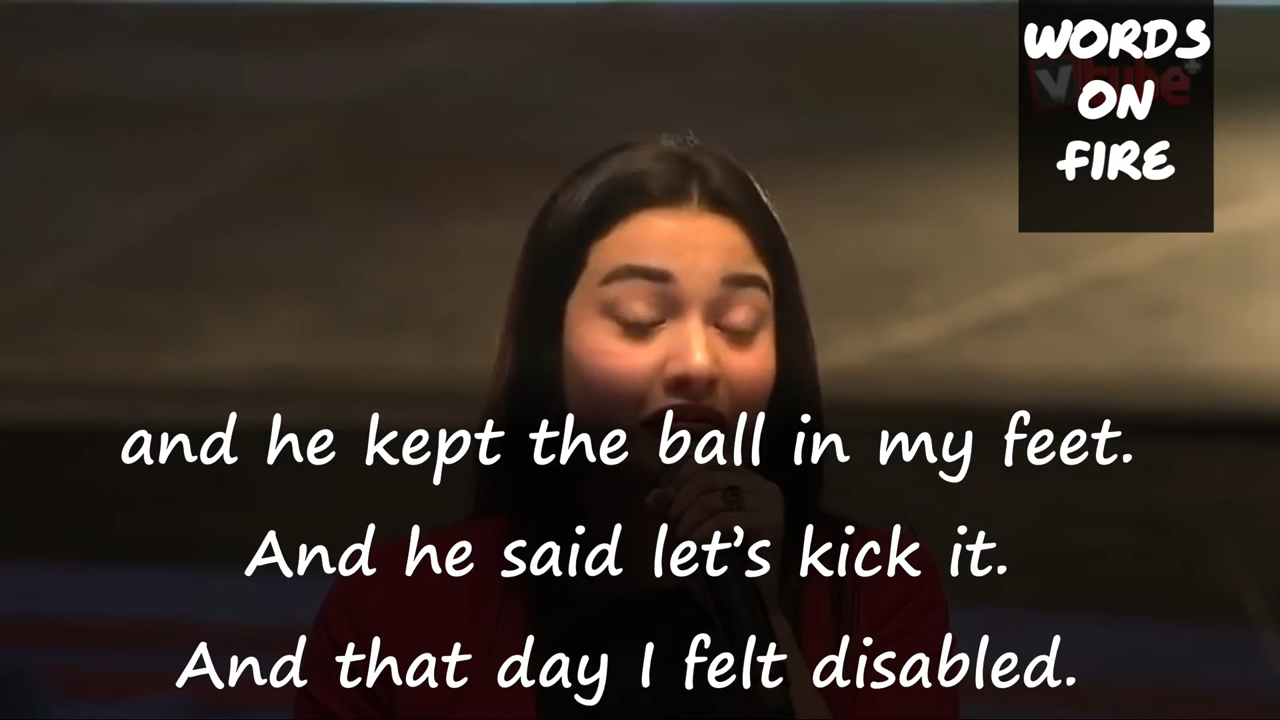 WORDS
ON
FIRE
and he kept the ball in my feet.
And he said let's kick it.
And that day I felt disabled.